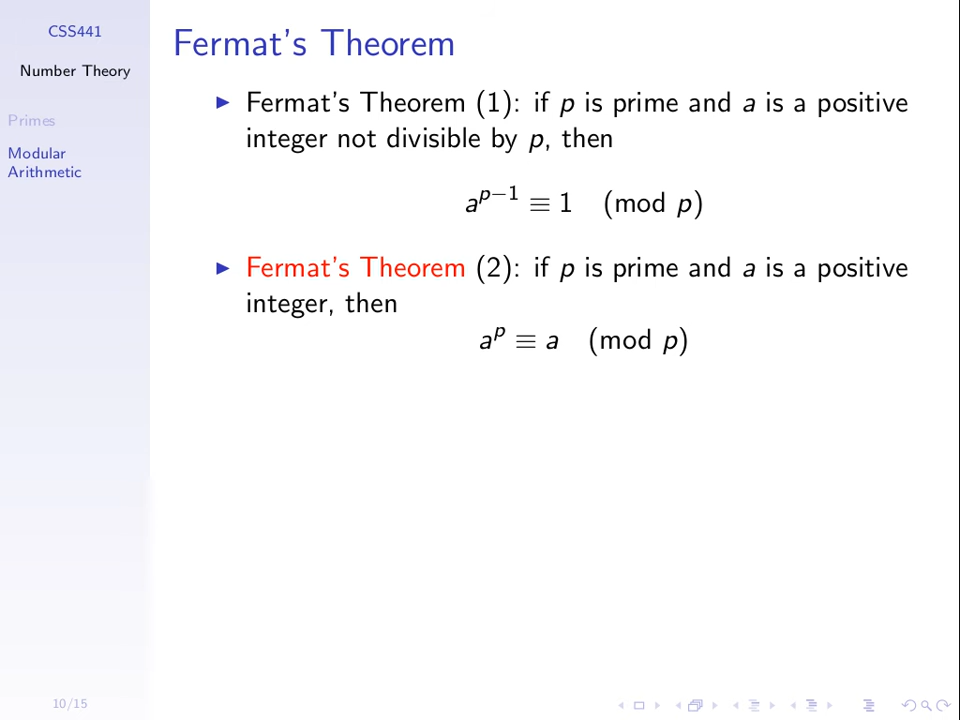 CSS441
Number Theory
Primes
Modular
Arithmetic
Fermat's Theorem
▶ Fermat's Theorem (1): if p is prime and a is a positive
integer not divisible by p, then
a^{p−1} ≡ 1 (mod p)
▶ Fermat's Theorem (2): if p is prime and a is a positive
integer, then
a^p ≡ a (mod p)
10/15